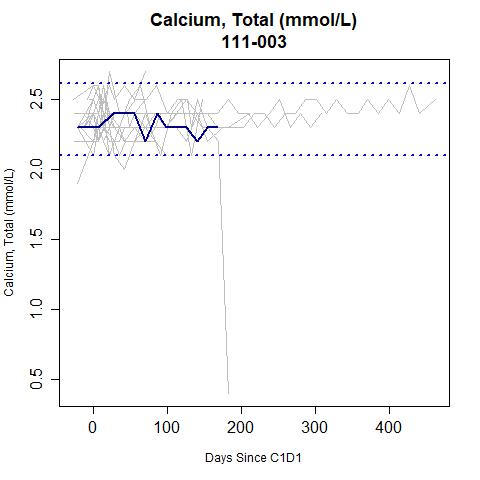 Calcium, Total (mmol/L)
111-003
Calcium, Total (mmol/L)
2.5
2.0
1.5
1.0
0.5
0 100 200 300 400
Days Since C1D1